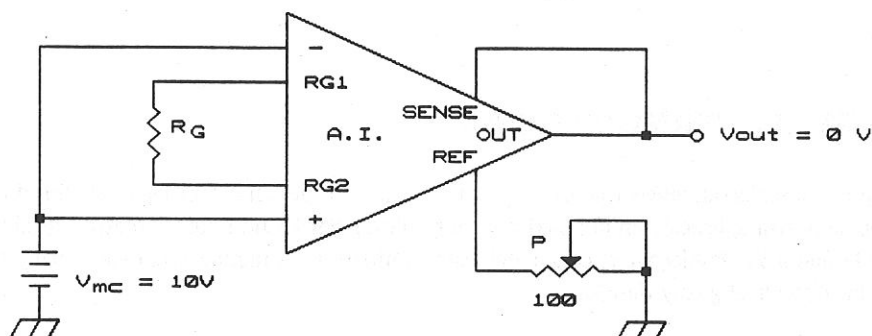 −
RG1
RG
A.I.
SENSE
OUT
REF
RG2
+
Vout = 0 V
P
100
Vmc = 10V